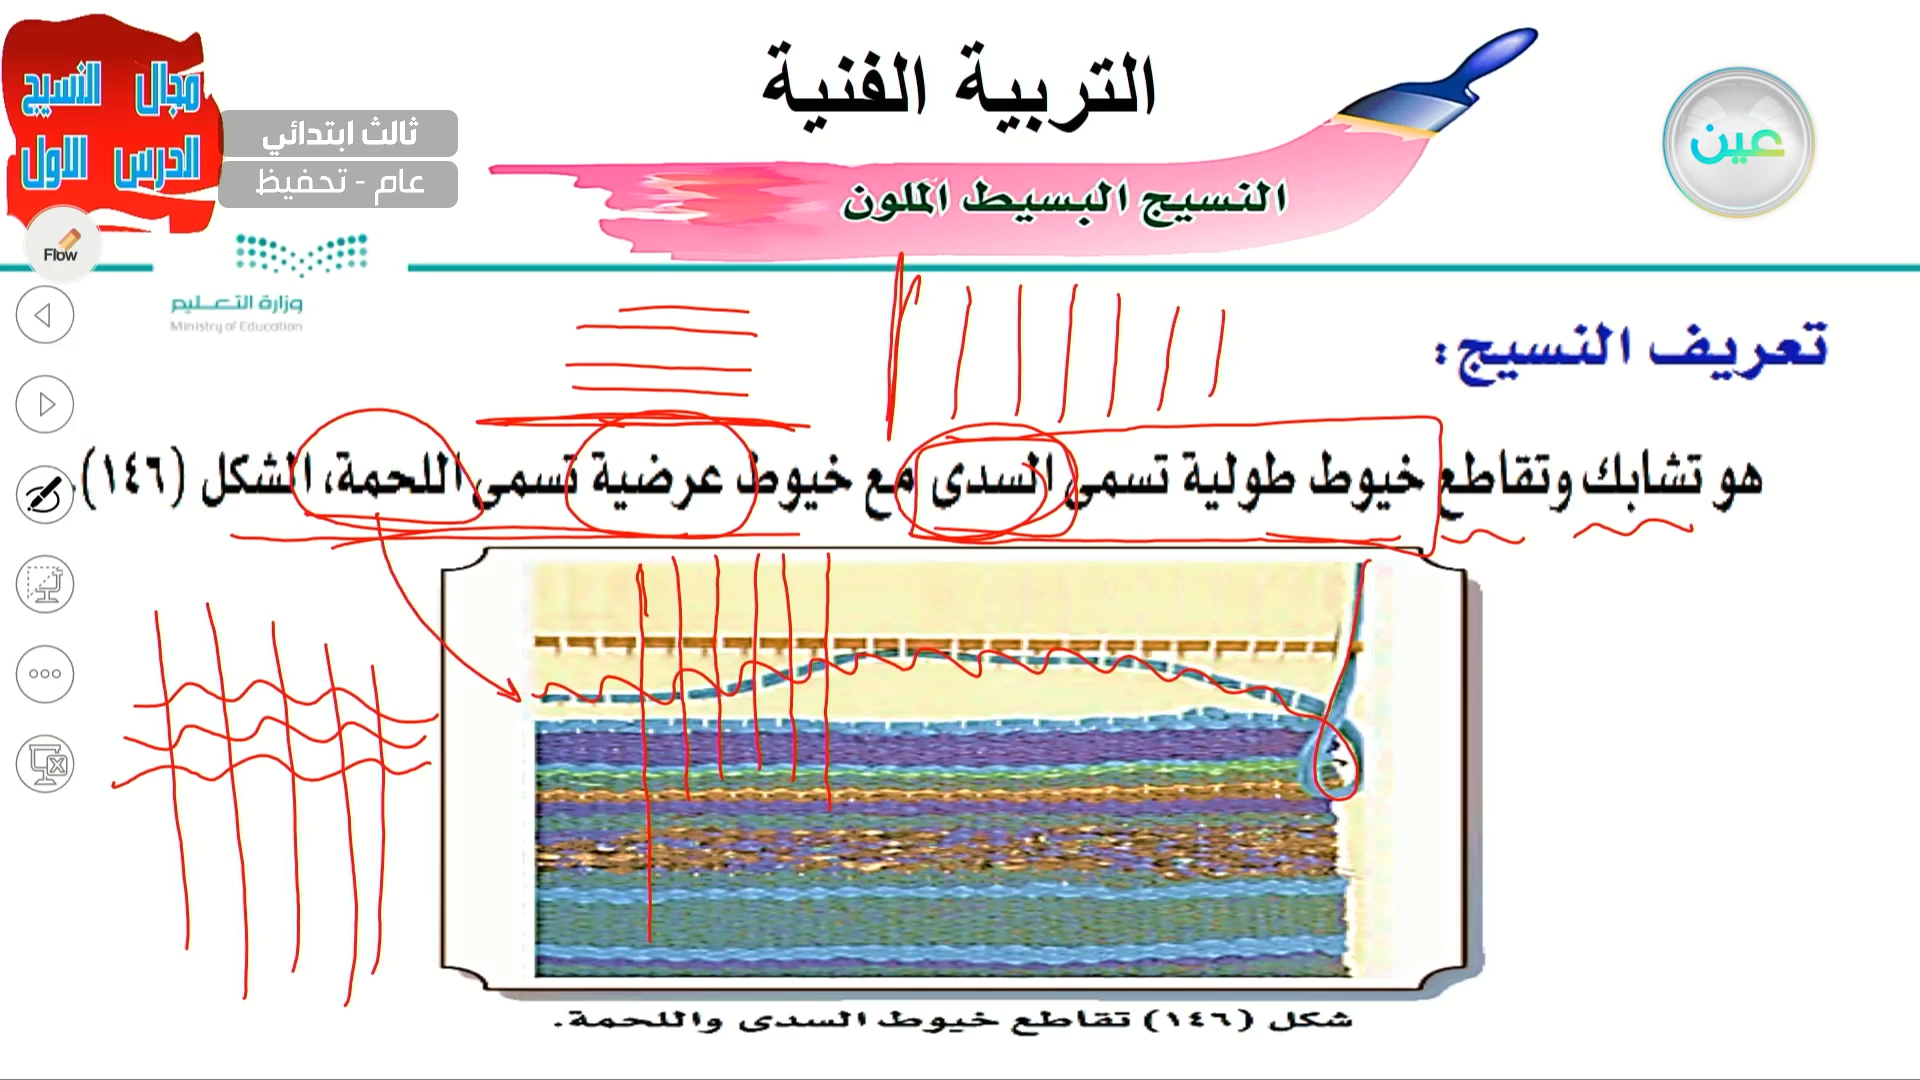 التربية الفنية
النسيج البسيط الملون
عين
مجال النسيج
الدرس الاول
ثالث ابتدائي
عام - تحفيظ
Flow
وزارة التعـليم
Ministry of Education
تعريف النسيج:
هو تشابك وتقاطع خيوط طولية تسمى السدى مع خيوط عرضية تسمى اللحمة، الشكل (١٤٦).
شكل (١٤٦) تقاطع خيوط السدى واللحمة.